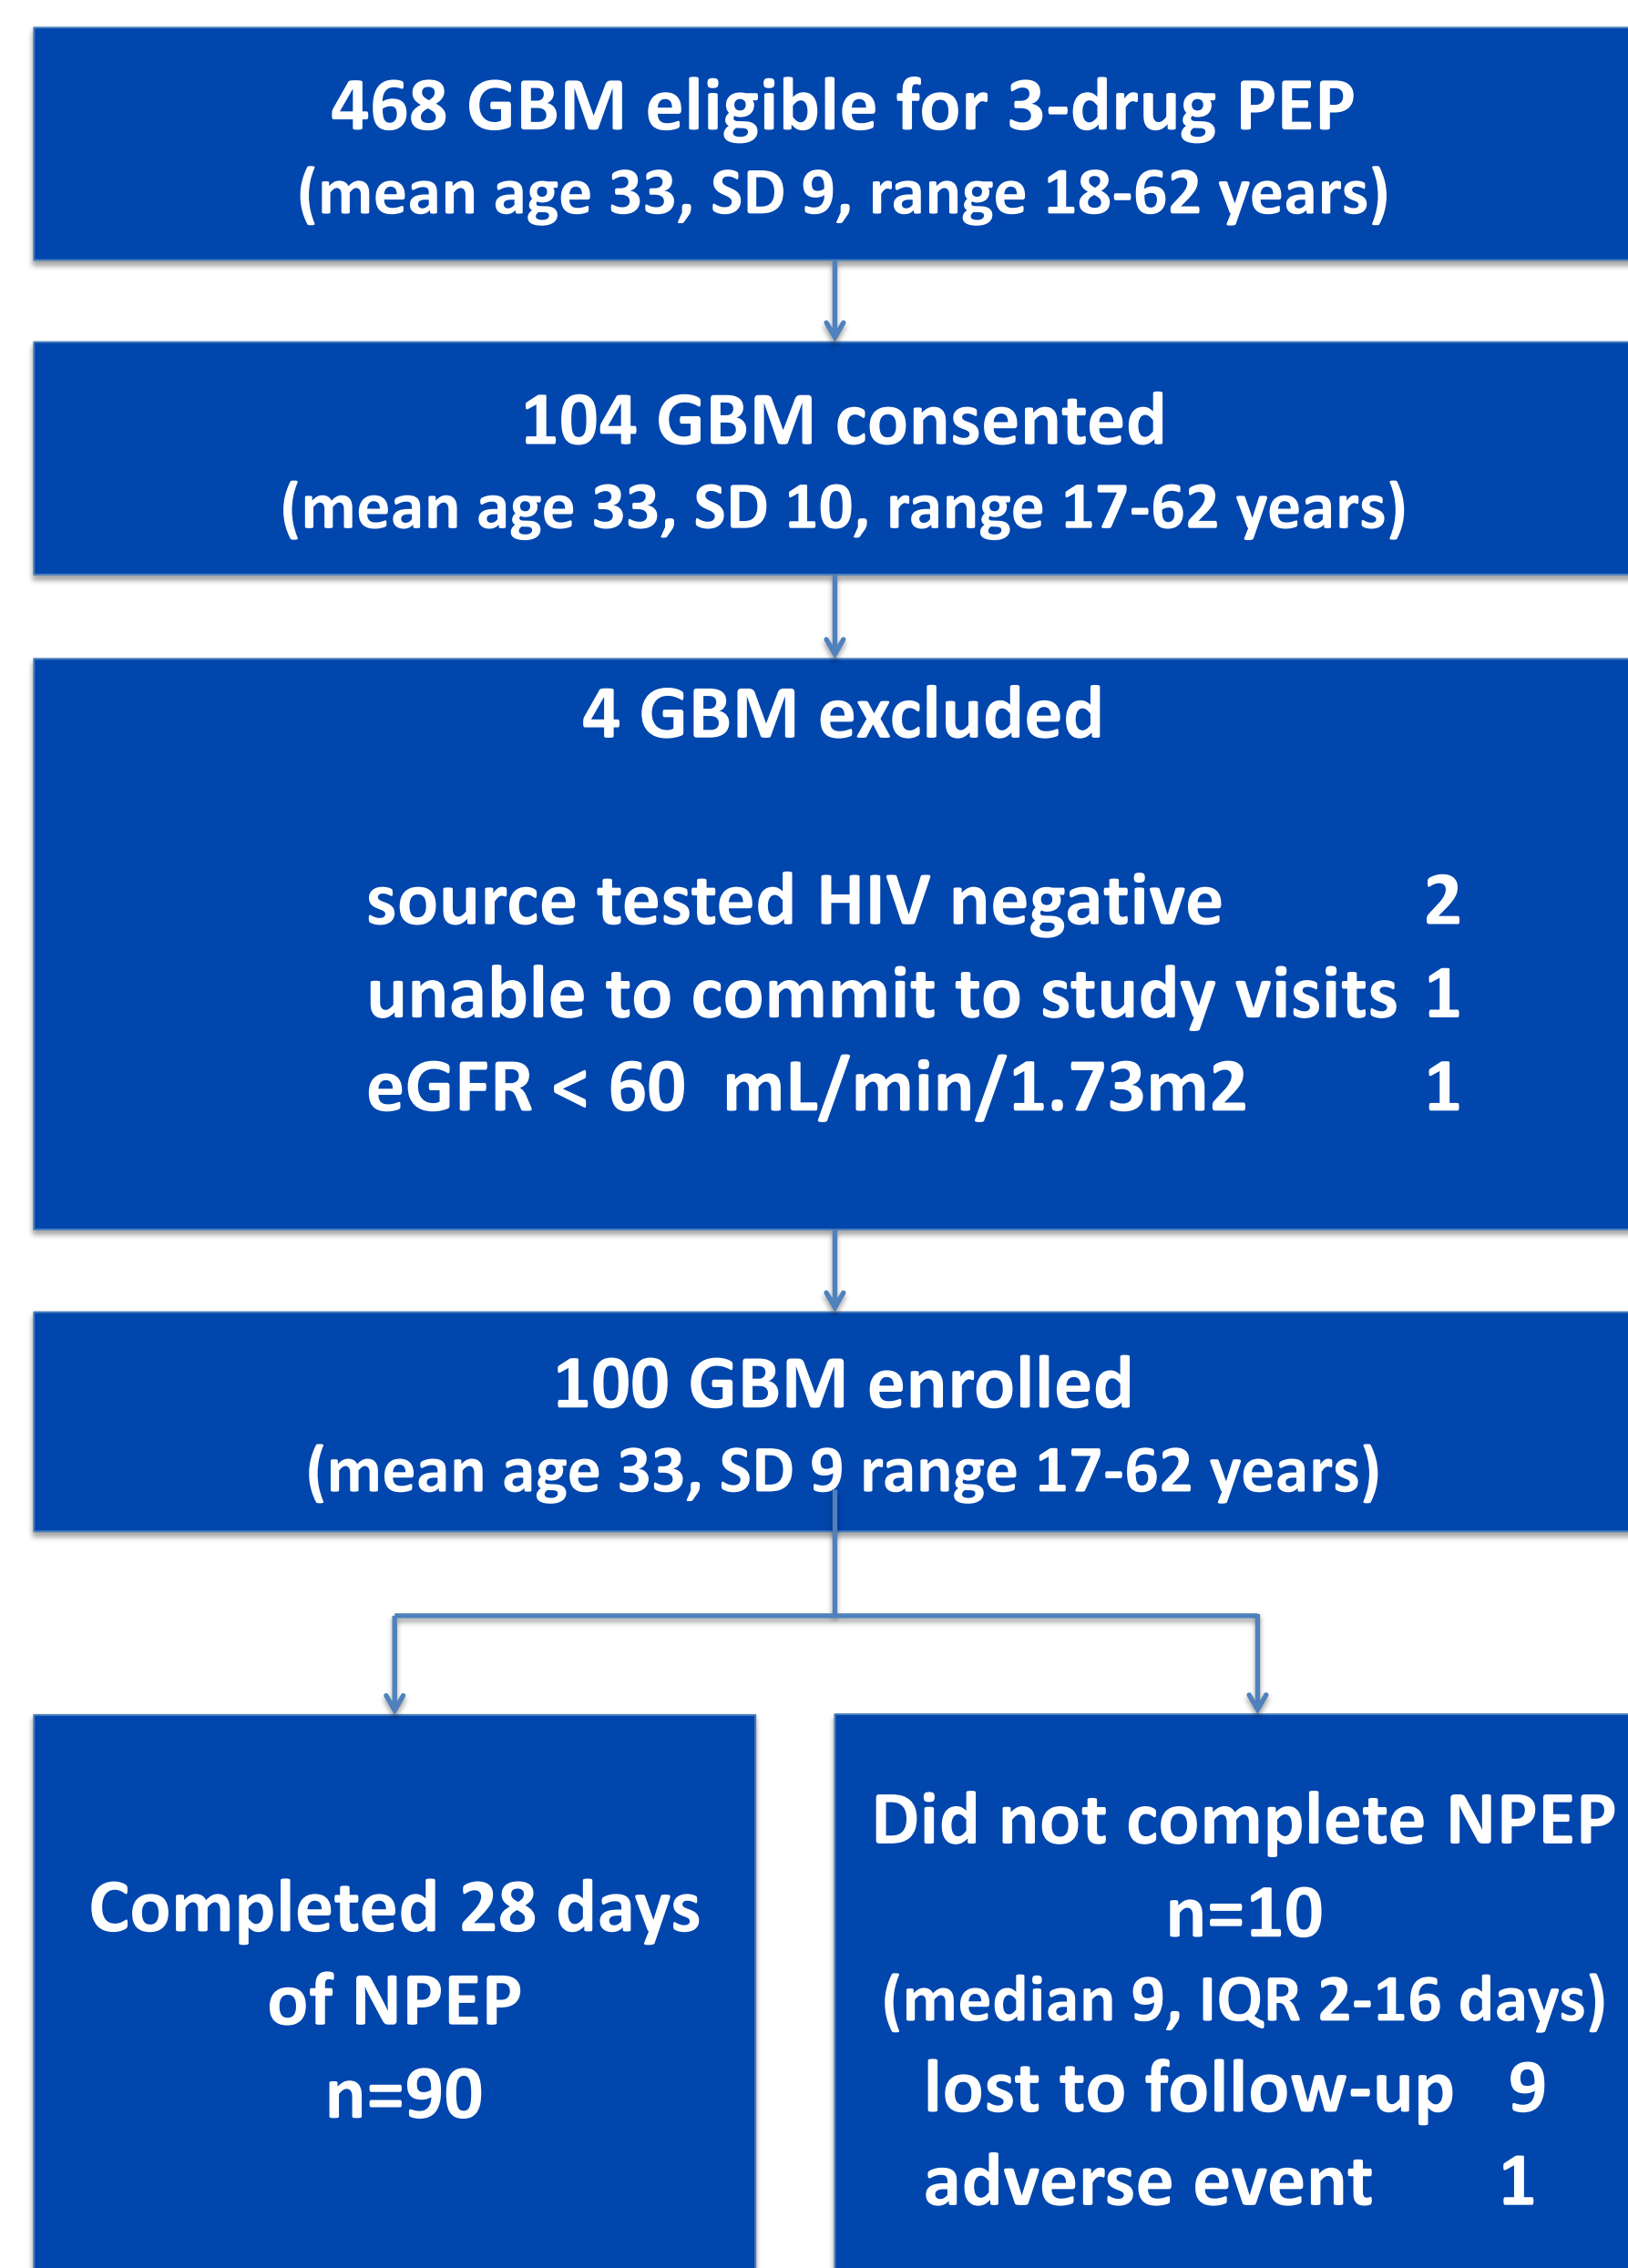 468 GBM eligible for 3-drug PEP
(mean age 33, SD 9, range 18-62 years)
104 GBM consented
(mean age 33, SD 10, range 17-62 years)
4 GBM excluded
source tested HIV negative 2
unable to commit to study visits 1
eGFR < 60 mL/min/1.73m2 1
100 GBM enrolled
(mean age 33, SD 9 range 17-62 years)
Completed 28 days
of NPEP
n=90
Did not complete NPEP
n=10
(median 9, IQR 2-16 days)
lost to follow-up 9
adverse event 1